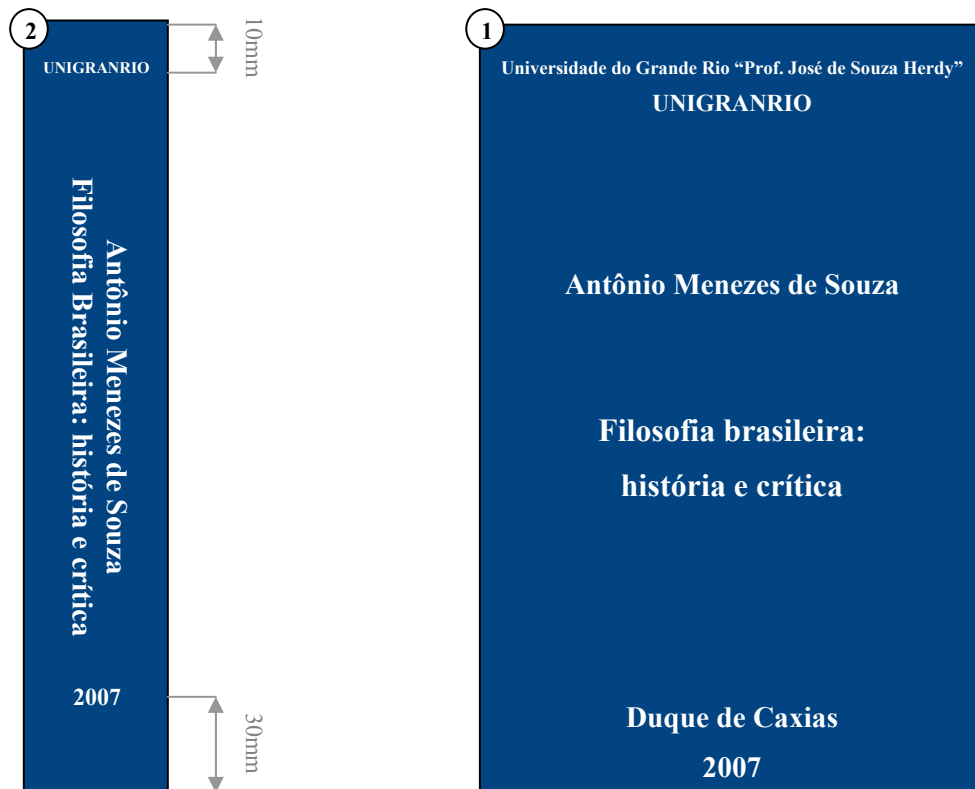 2
UNIGRANRIO
Antônio Menezes de Souza
Filosofia Brasileira: história e crítica
2007
10mm
30mm
1
Universidade do Grande Rio “Prof. José de Souza Herdy”
UNIGRANRIO
Antônio Menezes de Souza
Filosofia brasileira:
história e crítica
Duque de Caxias
2007